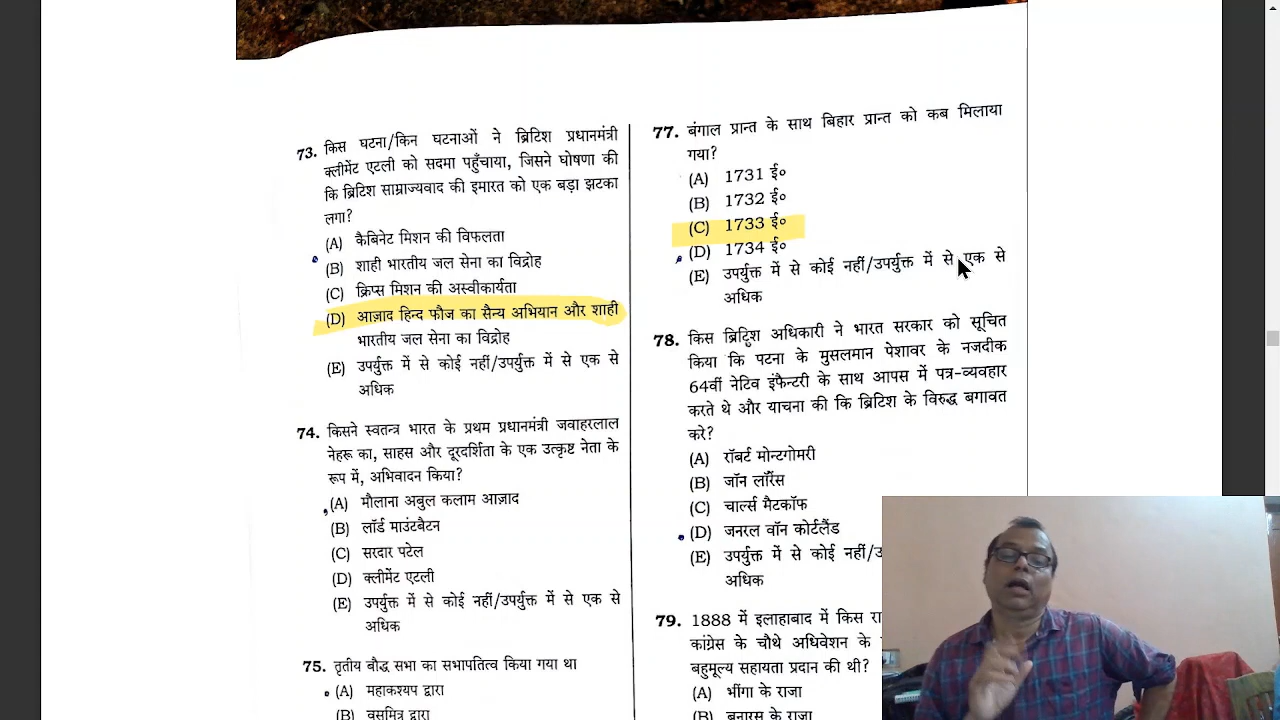 73. किस घटना/किन घटनाओं ने ब्रिटिश प्रधानमंत्री
क्लीमेंट एटली को सदमा पहुँचाया, जिसने घोषणा की
कि ब्रिटिश साम्राज्यवाद की इमारत को एक बड़ा झटका
लगा?
(A) कैबिनेट मिशन की विफलता
(B) शाही भारतीय जल सेना का विद्रोह
(C) क्रिप्स मिशन की अस्वीकार्यता
(D) आज़ाद हिन्द फौज का सैन्य अभियान और शाही
भारतीय जल सेना का विद्रोह
(E) उपर्युक्त में से कोई नहीं/उपर्युक्त में से एक से
अधिक
74. किसने स्वतन्त्र भारत के प्रथम प्रधानमंत्री जवाहरलाल
नेहरू का, साहस और दूरदर्शिता के एक उत्कृष्ट नेता के
रूप में, अभिवादन किया?
(A) मौलाना अबुल कलाम आज़ाद
(B) लॉर्ड माउंटबैटन
(C) सरदार पटेल
(D) क्लीमेंट एटली
(E) उपर्युक्त में से कोई नहीं/उपर्युक्त में से एक से
अधिक
75. तृतीय बौद्ध सभा का सभापतित्व किया गया था
(A) महाकश्यप द्वारा
(B) वसुमित्र द्वारा
77. बंगाल प्रान्त के साथ बिहार प्रान्त को कब मिलाया
गया?
(A) 1731 ई०
(B) 1732 ई०
(C) 1733 ई०
(D) 1734 ई०
(E) उपर्युक्त में से कोई नहीं/उपर्युक्त में से एक से
अधिक
78. किस ब्रिटिश अधिकारी ने भारत सरकार को सूचित
किया कि पटना के मुसलमान पेशावर के नजदीक
64वीं नेटिव इंफैन्टरी के साथ आपस में पत्र-व्यवहार
करते थे और याचना की कि ब्रिटिश के विरुद्ध बगावत
करे?
(A) रॉबर्ट मोन्टगोमरी
(B) जॉन लॉरेंस
(C) चार्ल्स मैटकॉफ
(D) जनरल वॉन कोर्टलैंड
(E) उपर्युक्त में से कोई नहीं/उ
अधिक
79. 1888 में इलाहाबाद में किस रा
कांग्रेस के चौथे अधिवेशन के
बहुमूल्य सहायता प्रदान की थी?
(A) भींगा के राजा
(B) बनारस के राजा